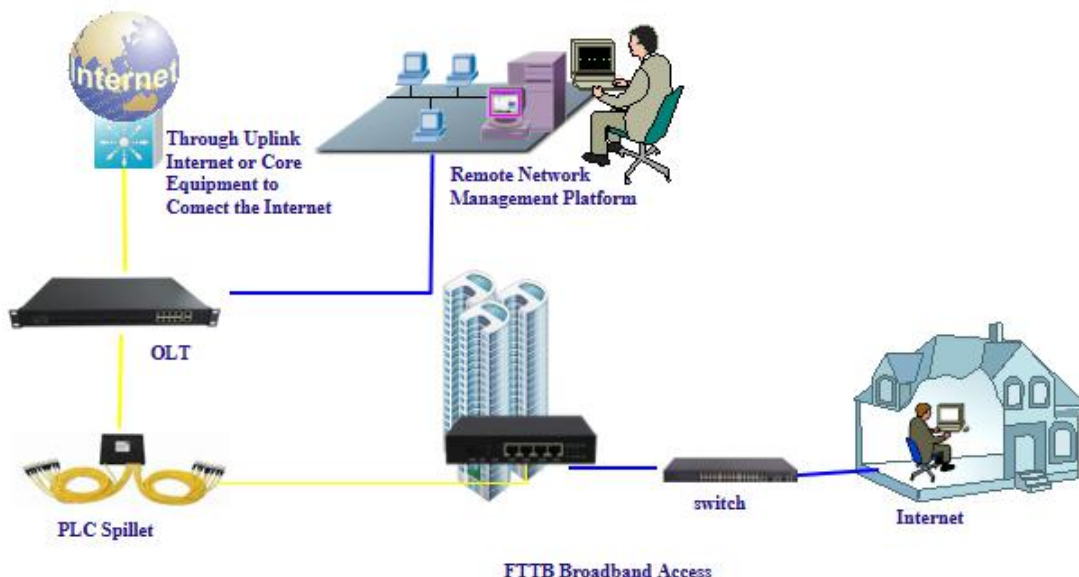 Internet
Through Uplink
Internet or Core
Equipment to
Comect the Internet
Remote Network
Management Platform
OLT
PLC Spillet
switch
Internet
FTTB Broadband Access